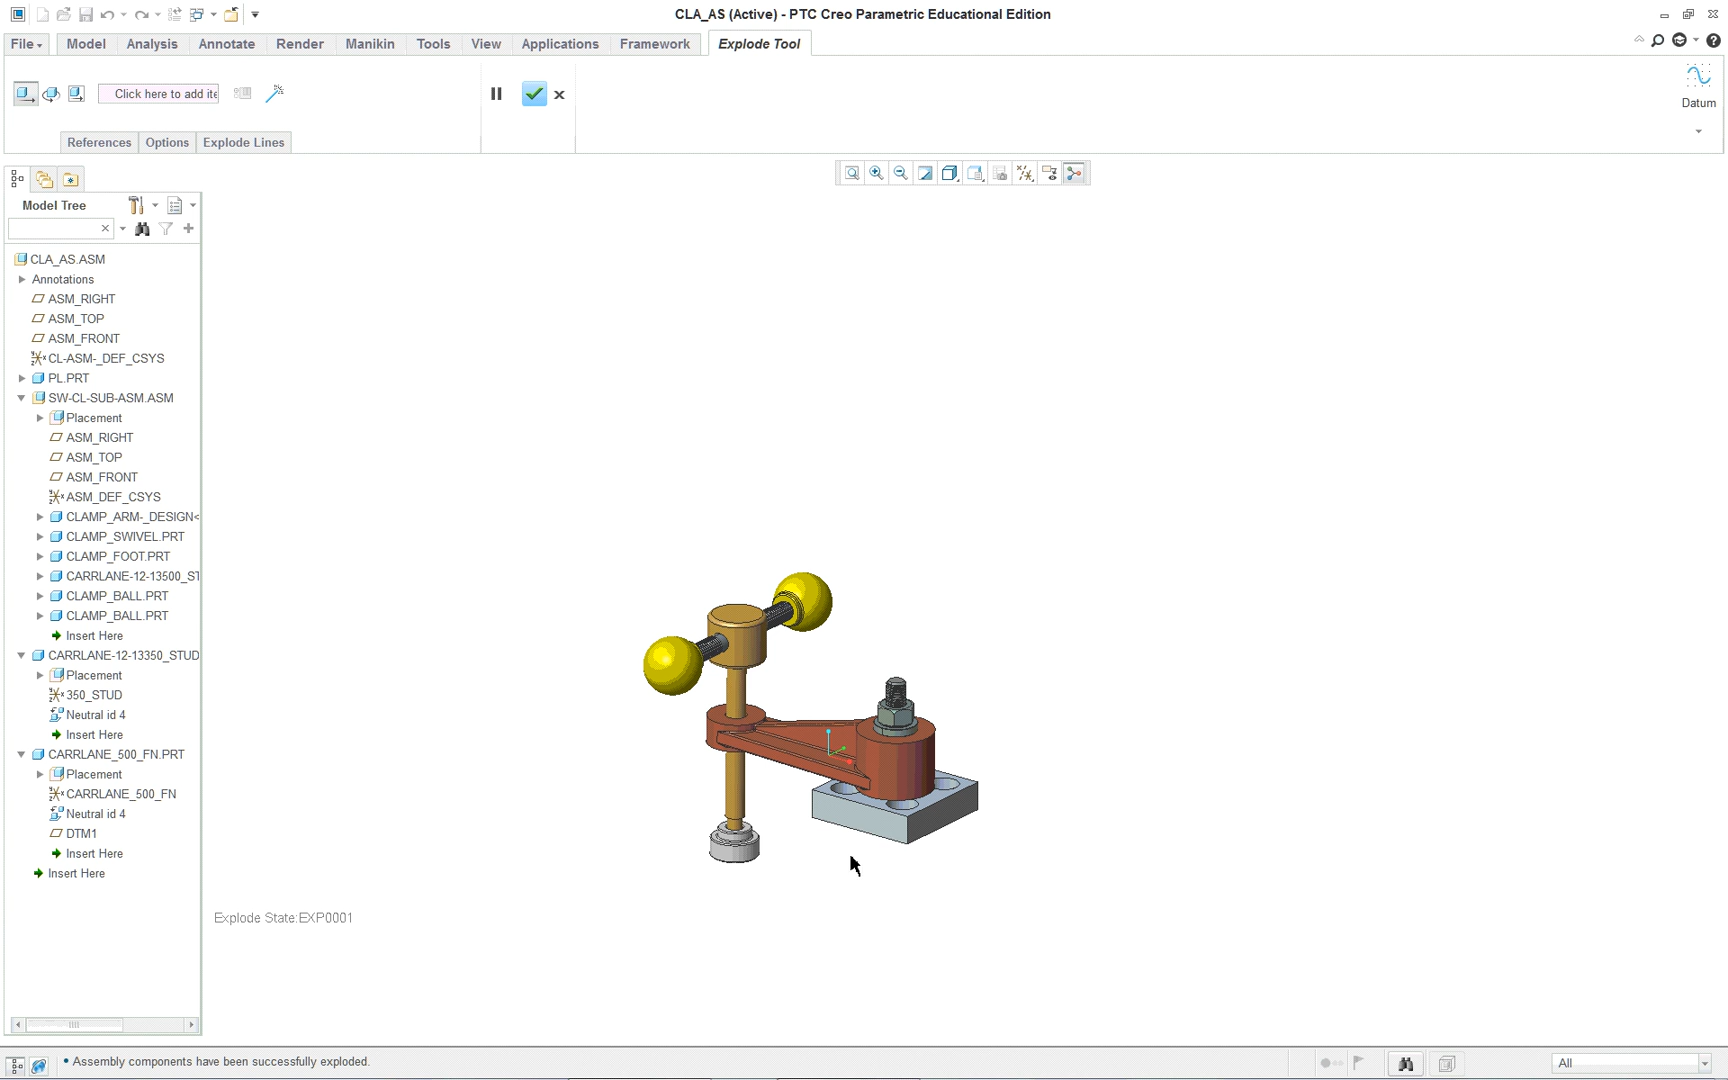 CLA_AS (Active) - PTC Creo Parametric Educational Edition
File Model Analysis Annotate Render Manikin Tools View Applications Framework Explode Tool
Click here to add ite
Datum
References Options Explode Lines
Model Tree
CLA_AS.ASM
Annotations
ASM_RIGHT
ASM_TOP
ASM_FRONT
CL-ASM-_DEF_CSYS
PL.PRT
SW-CL-SUB-ASM.ASM
Placement
ASM_RIGHT
ASM_TOP
ASM_FRONT
ASM_DEF_CSYS
CLAMP_ARM-_DESIGN<
CLAMP_SWIVEL.PRT
CLAMP_FOOT.PRT
CARRLANE-12-13500_ST
CLAMP_BALL.PRT
CLAMP_BALL.PRT
Insert Here
CARRLANE-12-13350_STUD
Placement
350_STUD
Neutral id 4
Insert Here
CARRLANE_500_FN.PRT
Placement
CARRLANE_500_FN
Neutral id 4
DTM1
Insert Here
Insert Here
Explode State:EXP0001
• Assembly components have been successfully exploded.
All